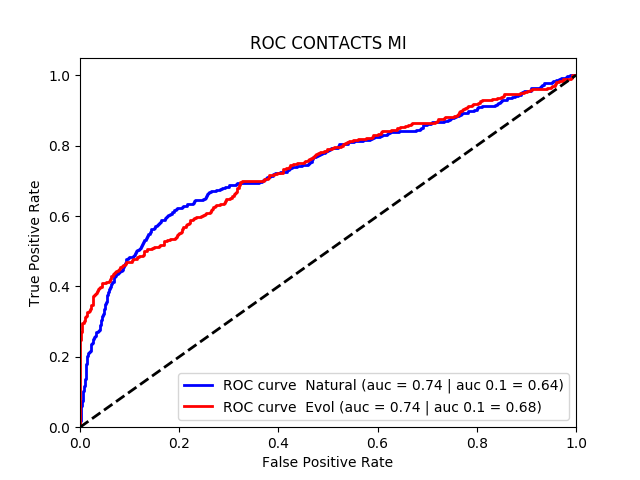 ROC CONTACTS MI
True Positive Rate
1.0
0.8
0.6
0.4
0.2
0.0
ROC curve  Natural (auc = 0.74 | auc 0.1 = 0.64)
ROC curve  Evol (auc = 0.74 | auc 0.1 = 0.68)
0.0 0.2 0.4 0.6 0.8 1.0
False Positive Rate